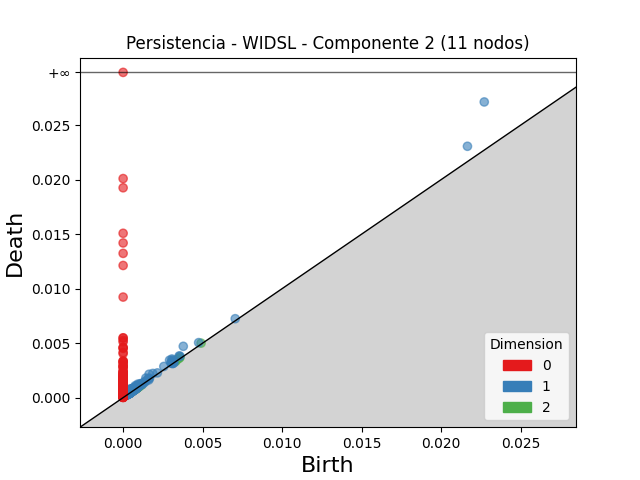 Persistencia - WIDSL - Componente 2 (11 nodos)
+∞
0.025
0.020
0.015
0.010
0.005
0.000
Death
Dimension
0
1
2
0.000 0.005 0.010 0.015 0.020 0.025
Birth